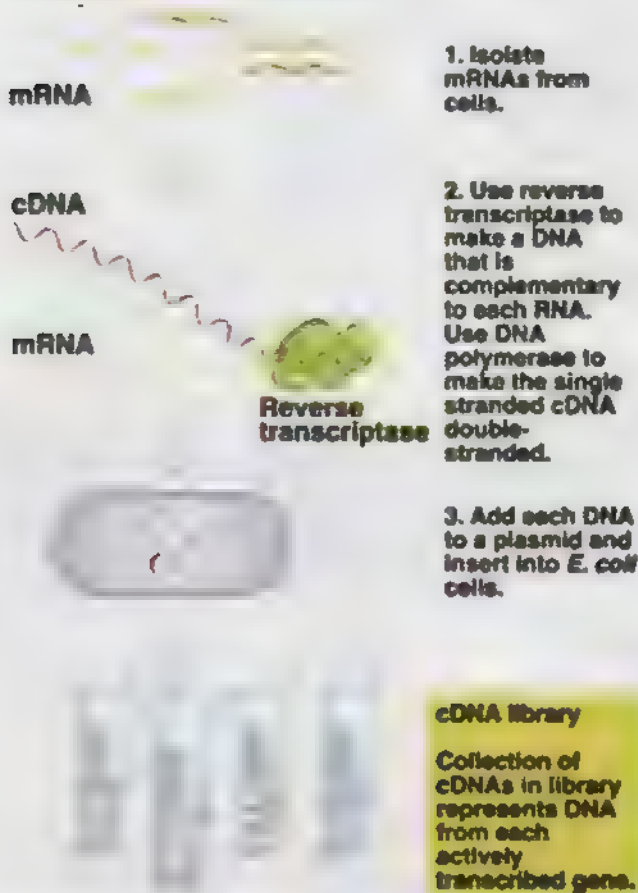 mRNA
1. Isolate
mRNAs from
cells.
cDNA
mRNA
Reverse
transcriptase
2. Use reverse
transcriptase to
make a DNA
that is
complementary
to each RNA.
Use DNA
polymerase to
make the single
stranded cDNA
double-
stranded.
3. Add each DNA
to a plasmid and
insert into E. coli
cells.
cDNA library
Collection of
cDNAs in library
represents DNA
from each
actively
transcribed gene.